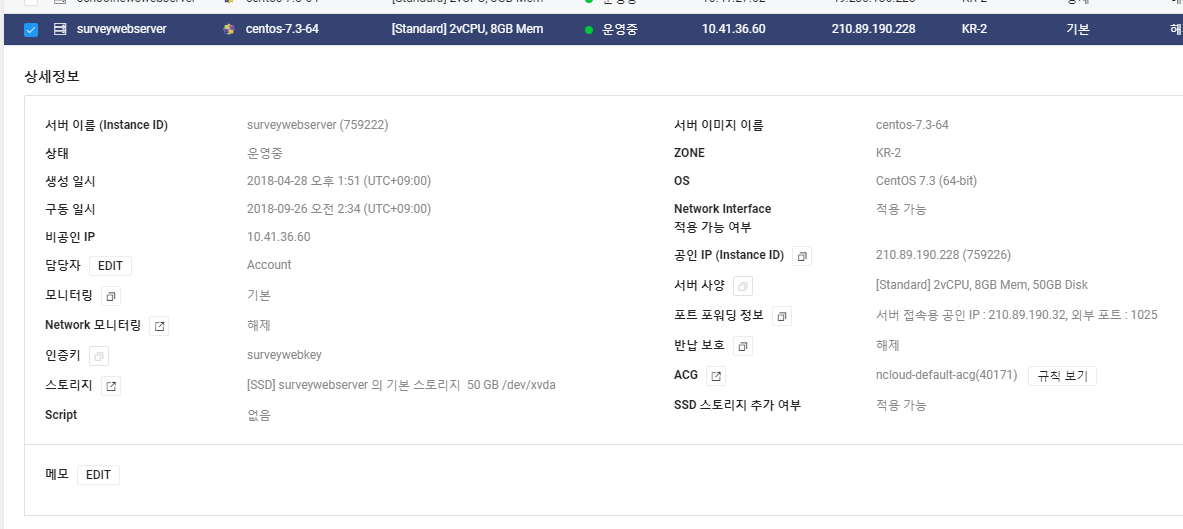 surveywebserver centos-7.3-64 [Standard] 2vCPU, 8GB Mem 운영중 10.41.36.60 210.89.190.228 KR-2 기본
상세정보
서버 이름 (Instance ID) surveywebserver (759222) 서버 이미지 이름 centos-7.3-64
상태 운영중 ZONE KR-2
생성 일시 2018-04-28 오후 1:51 (UTC+09:00) OS CentOS 7.3 (64-bit)
구동 일시 2018-09-26 오전 2:34 (UTC+09:00) Network Interface 적용 가능
적용 가능 여부
비공인 IP 10.41.36.60
담당자 EDIT Account 공인 IP (Instance ID) 210.89.190.228 (759226)
모니터링 기본 서버 사양 [Standard] 2vCPU, 8GB Mem, 50GB Disk
Network 모니터링 해제 포트 포워딩 정보 서버 접속용 공인 IP : 210.89.190.32, 외부 포트 : 1025
인증키 surveywebkey 반납 보호 해제
스토리지 [SSD] surveywebserver 의 기본 스토리지 50 GB /dev/xvda ACG ncloud-default-acg(40171) 규칙 보기
Script 없음 SSD 스토리지 추가 여부 적용 가능
메모 EDIT